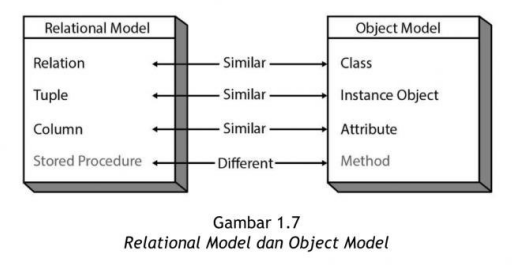 Relational Model
Object Model
Relation Similar Class
Tuple Similar Instance Object
Column Similar Attribute
Stored Procedure Different Method
Gambar 1.7
Relational Model dan Object Model